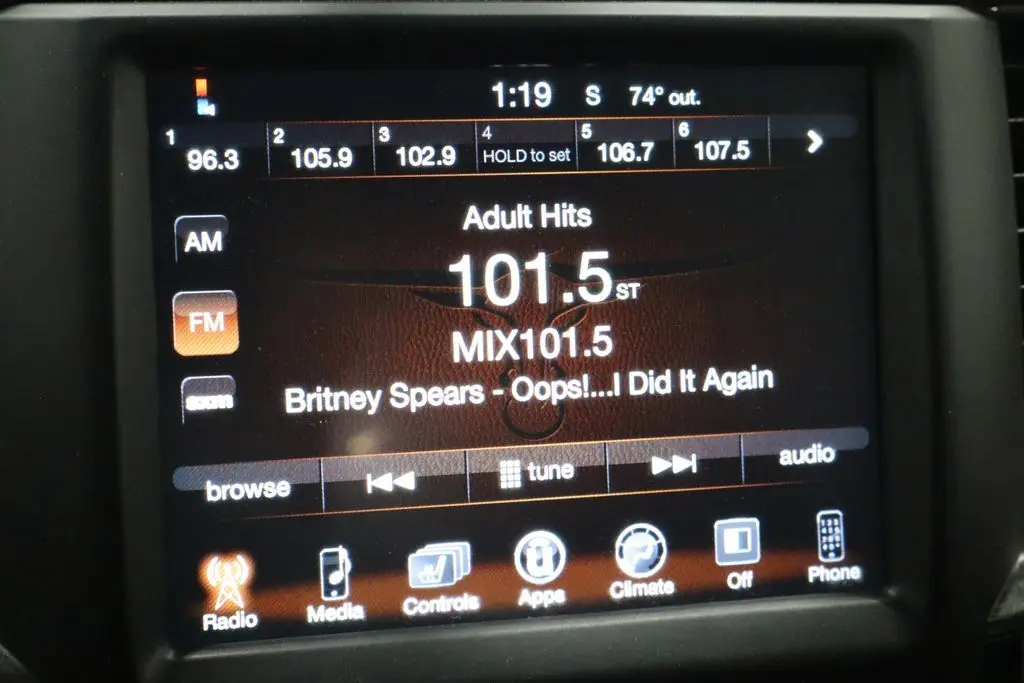 1:19 S 74° out.
1 96.3 2 105.9 3 102.9 4 HOLD to set 5 106.7 6 107.5
Adult Hits
AM
101.5 ST
FM
MIX101.5
Britney Spears - Oops!...I Did It Again
browse tune audio
Radio Media Controls Apps Climate Off Phone